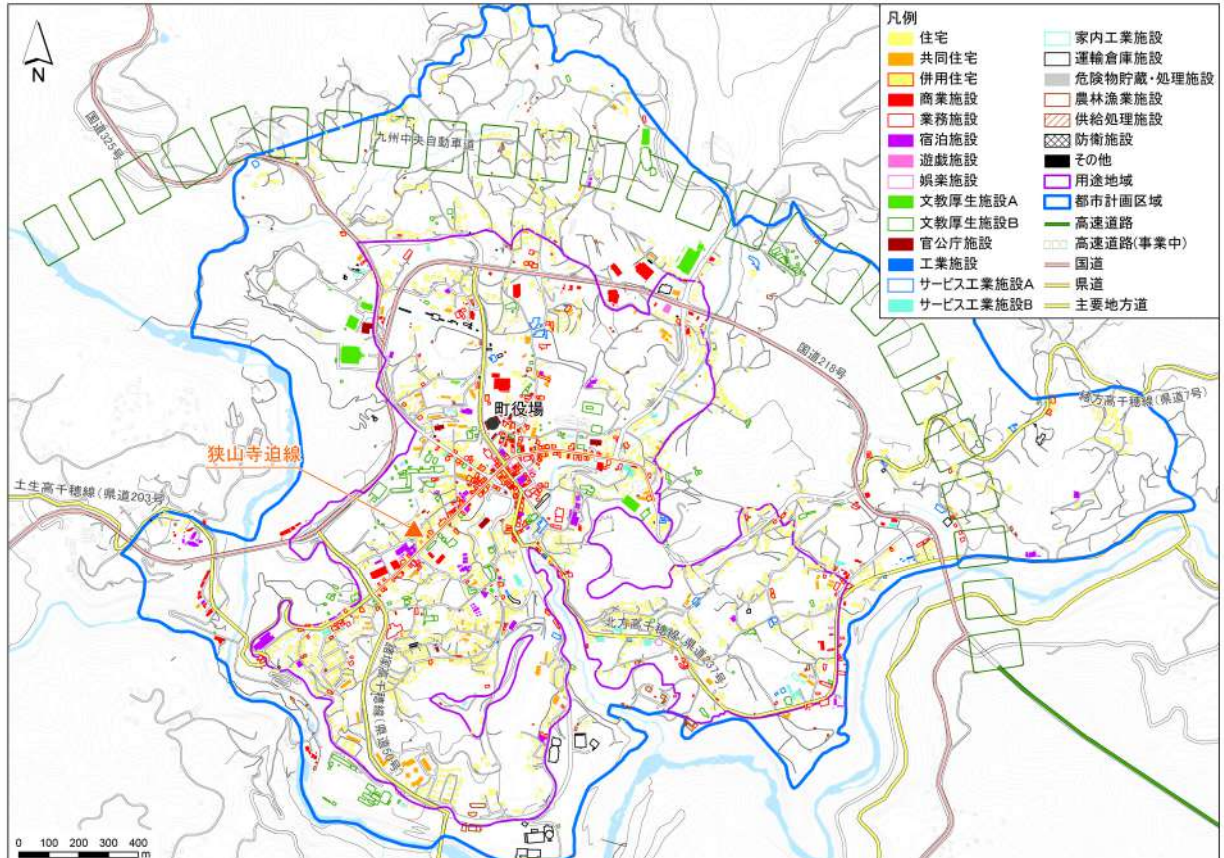 N
国道325号
九州中央自動車道
国道218号
緒方高千穂線(県道7号)
町役場
狭山寺迫線
土生高千穂線(県道203号)
北方高千穂線(県道237号)
諸塚高千穂線(県道50号)
0 100 200 300 400
m
凡例
住宅
共同住宅
併用住宅
商業施設
業務施設
宿泊施設
遊戯施設
娯楽施設
文教厚生施設A
文教厚生施設B
官公庁施設
工業施設
サービス工業施設A
サービス工業施設B
家内工業施設
運輸倉庫施設
危険物貯蔵・処理施設
農林漁業施設
供給処理施設
防衛施設
その他
用途地域
都市計画区域
高速道路
高速道路(事業中)
国道
県道
主要地方道